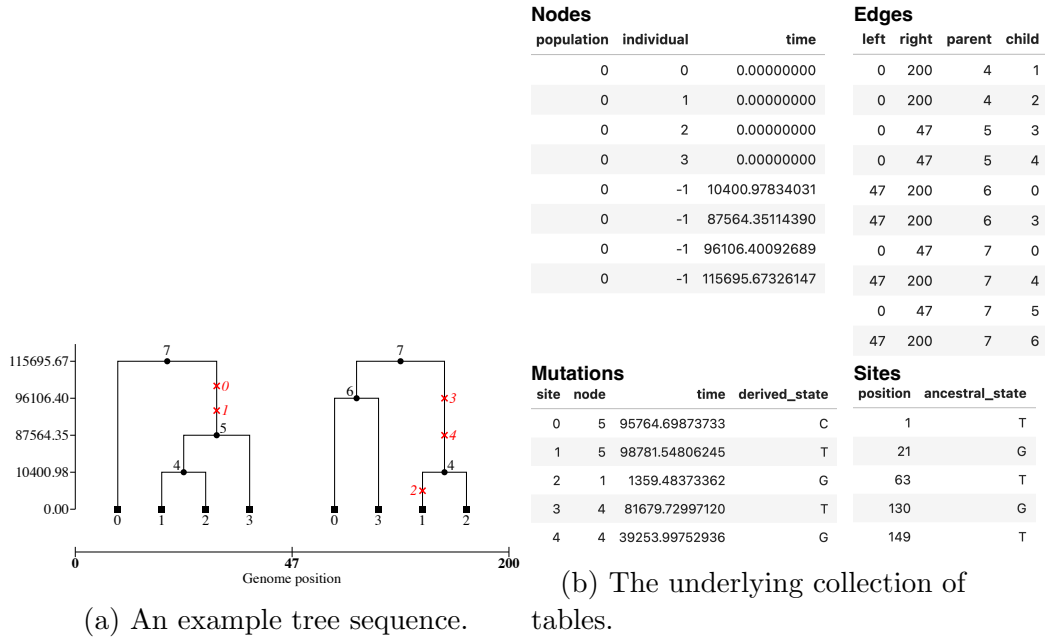 Nodes
population individual time
0 0 0.00000000
0 1 0.00000000
0 2 0.00000000
0 3 0.00000000
0 -1 10400.97834031
0 -1 87564.35114390
0 -1 96106.40092689
0 -1 115695.67326147
Edges
left right parent child
0 200 4 1
0 200 4 2
0 47 5 3
0 47 5 4
47 200 6 0
47 200 6 3
0 47 7 0
47 200 7 4
0 47 7 5
47 200 7 6
115695.67
96106.40
87564.35
10400.98
0.00
7
0
1
5
4
0 1 2 3
7
6
3
4
4
2
0 3 1 2
0 47 200
Genome position
(a) An example tree sequence.
Mutations
site node time derived_state
0 5 95764.69873733 C
1 5 98781.54806245 T
2 1 1359.48373362 G
3 4 81679.72997120 T
4 4 39253.99752936 G
Sites
position ancestral_state
1 T
21 G
63 T
130 G
149 T
(b) The underlying collection of
tables.